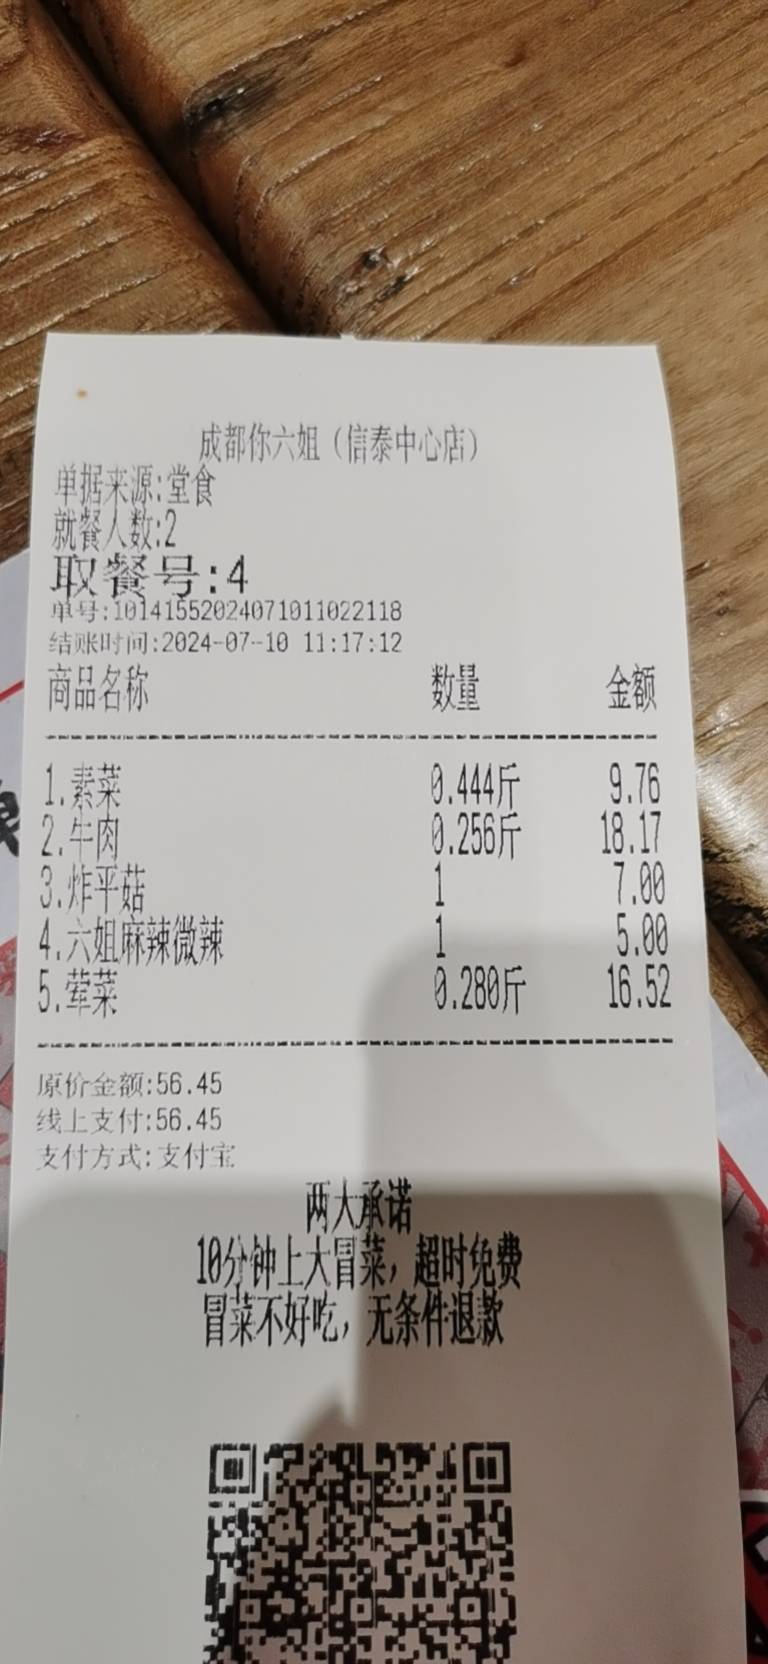 成都你六姐（信泰中心店）
单据来源:堂食
就餐人数:2
取餐号:4
单号:10141552024071011022118
结账时间:2024-07-10 11:17:12
商品名称 数量 金额
1.素菜 0.444斤 9.76
2.牛肉 0.256斤 18.17
3.炸平菇 1 7.00
4.六姐麻辣微辣 1 5.00
5.荤菜 0.280斤 16.52
原价金额:56.45
线上支付:56.45
支付方式:支付宝
两大承诺
10分钟上大冒菜，超时免费
冒菜不好吃，无条件退款